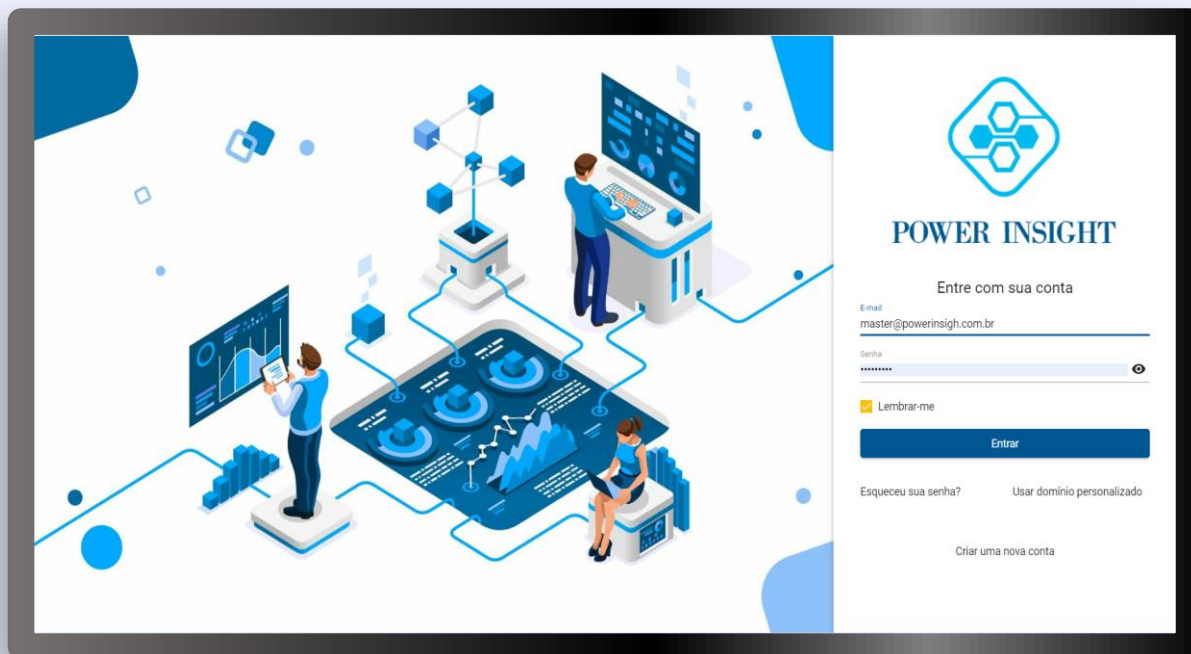 POWER INSIGHT
Entre com sua conta
E-mail
master@powerinsigh.com.br
Senha
•••••••••
Lembrar-me
Entrar
Esqueceu sua senha? Usar domínio personalizado
Criar uma nova conta